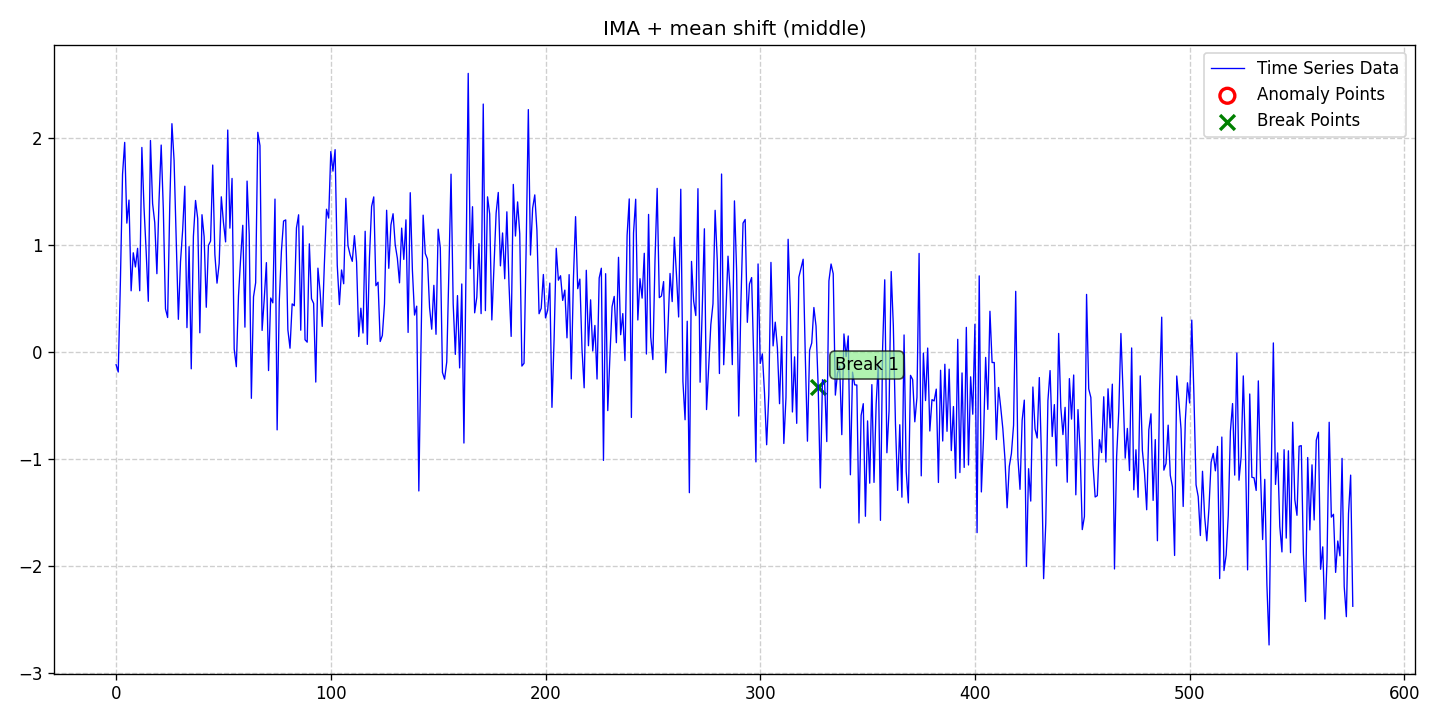 IMA + mean shift (middle)
Time Series Data
Anomaly Points
Break Points
Break 1
2
1
0
−1
−2
−3
0 100 200 300 400 500 600